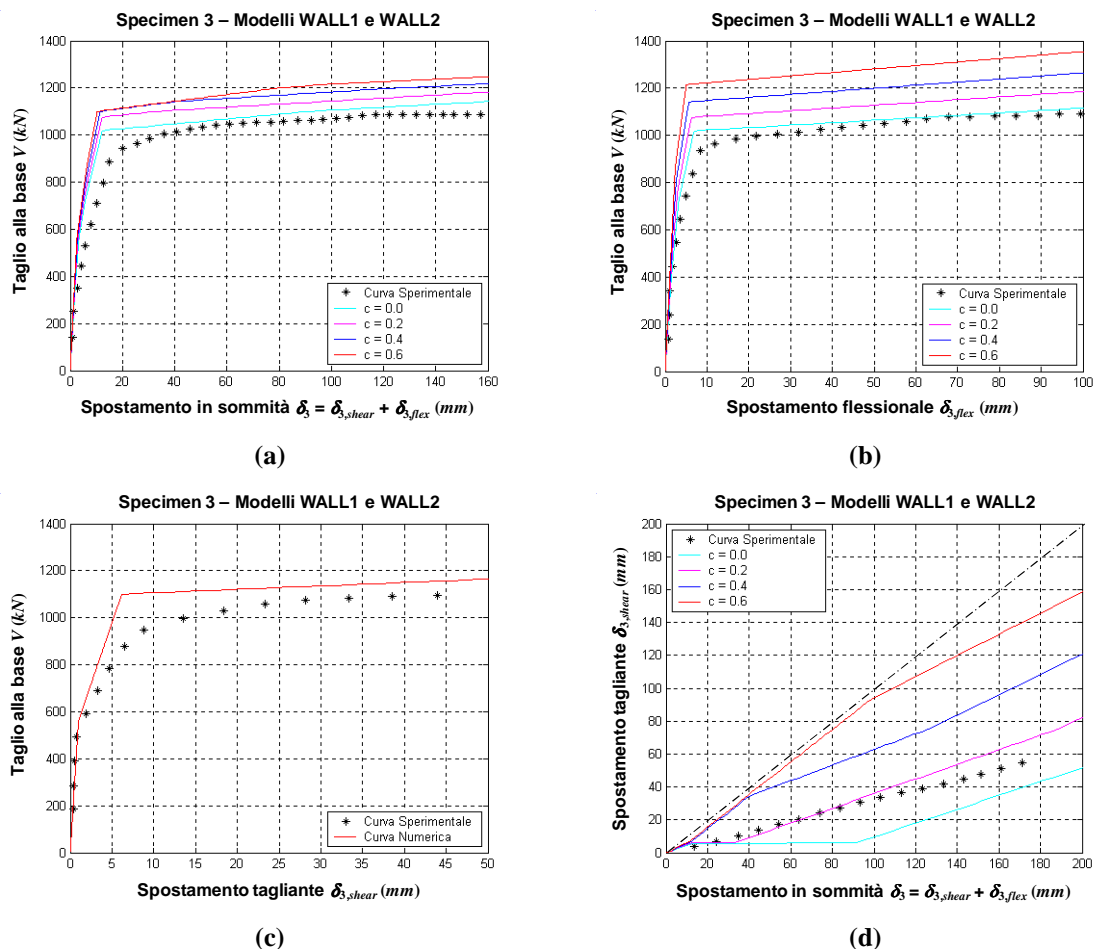 Specimen 3 – Modelli WALL1 e WALL2
1400
1200
1000
800
600
400
200
0
Taglio alla base V (kN)
Curva Sperimentale
c = 0.0
c = 0.2
c = 0.4
c = 0.6
0 20 40 60 80 100 120 140 160
Spostamento in sommità δ3 = δ3,shear + δ3,flex (mm)
(a)
Specimen 3 – Modelli WALL1 e WALL2
1400
1200
1000
800
600
400
200
0
Taglio alla base V (kN)
Curva Sperimentale
c = 0.0
c = 0.2
c = 0.4
c = 0.6
0 10 20 30 40 50 60 70 80 90 100
Spostamento flessionale δ3,flex (mm)
(b)
Specimen 3 – Modelli WALL1 e WALL2
1400
1200
1000
800
600
400
200
0
Taglio alla base V (kN)
Curva Sperimentale
Curva Numerica
0 5 10 15 20 25 30 35 40 45 50
Spostamento tagliante δ3,shear (mm)
(c)
Specimen 3 – Modelli WALL1 e WALL2
200
180
160
140
120
100
80
60
40
20
0
Spostamento tagliante δ3,shear (mm)
Curva Sperimentale
c = 0.0
c = 0.2
c = 0.4
c = 0.6
0 20 40 60 80 100 120 140 160 180 200
Spostamento in sommità δ3 = δ3,shear + δ3,flex (mm)
(d)